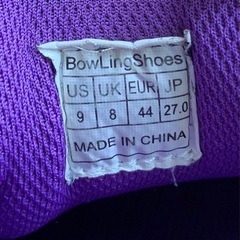 BowLingShoes
US UK EUR JP
9 8 44 27.0
MADE IN CHINA